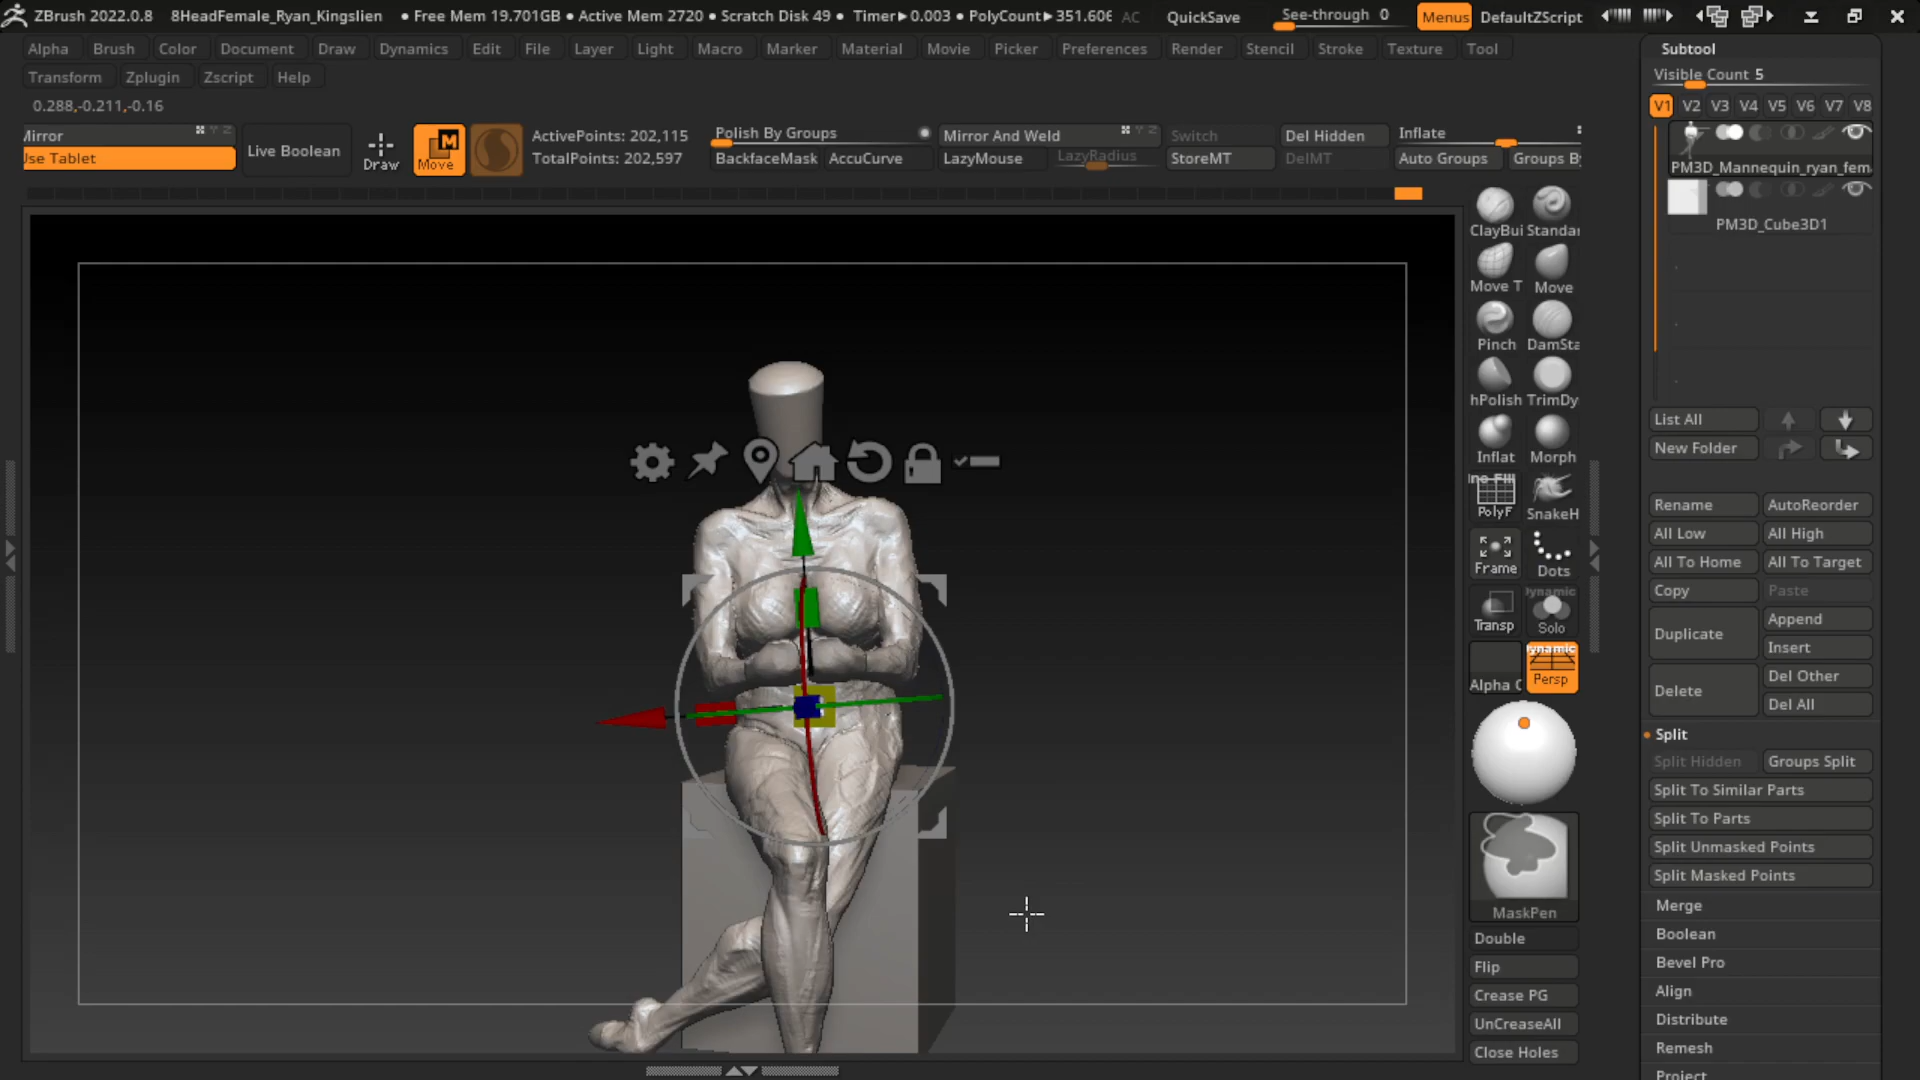 ZBrush 2022.0.8 8HeadFemale_Ryan_Kingslien • Free Mem 19.701GB • Active Mem 2720 • Scratch Disk 49 • Timer▶0.003 • PolyCount▶351.606 AC QuickSave See-through 0 Menus DefaultZScript
Alpha Brush Color Document Draw Dynamics Edit File Layer Light Macro Marker Material Movie Picker Preferences Render Stencil Stroke Texture Tool
Transform Zplugin Zscript Help
0.288,-0.211,-0.16
Mirror
Use Tablet
Live Boolean
Draw
Move
ActivePoints: 202,115
TotalPoints: 202,597
Polish By Groups
BackfaceMask AccuCurve
Mirror And Weld
LazyMouse LazyRadius
Switch
StoreMT
Del Hidden
DelMT
Inflate
Auto Groups Groups By
ClayBui Standar
Move T Move
Pinch DamSta
hPolish TrimDy
Inflat Morph
PolyF SnakeH
Frame Dots
Transp Dynamic Solo
Alpha Persp
MaskPen
Double
Flip
Crease PG
UnCreaseAll
Close Holes
Subtool
Visible Count 5
V1 V2 V3 V4 V5 V6 V7 V8
PM3D_Mannequin_ryan_fem
PM3D_Cube3D1
List All
New Folder
Rename AutoReorder
All Low All High
All To Home All To Target
Copy Paste
Duplicate Append
Insert
Delete Del Other
Del All
Split
Split Hidden Groups Split
Split To Similar Parts
Split To Parts
Split Unmasked Points
Split Masked Points
Merge
Boolean
Bevel Pro
Align
Distribute
Remesh
Project